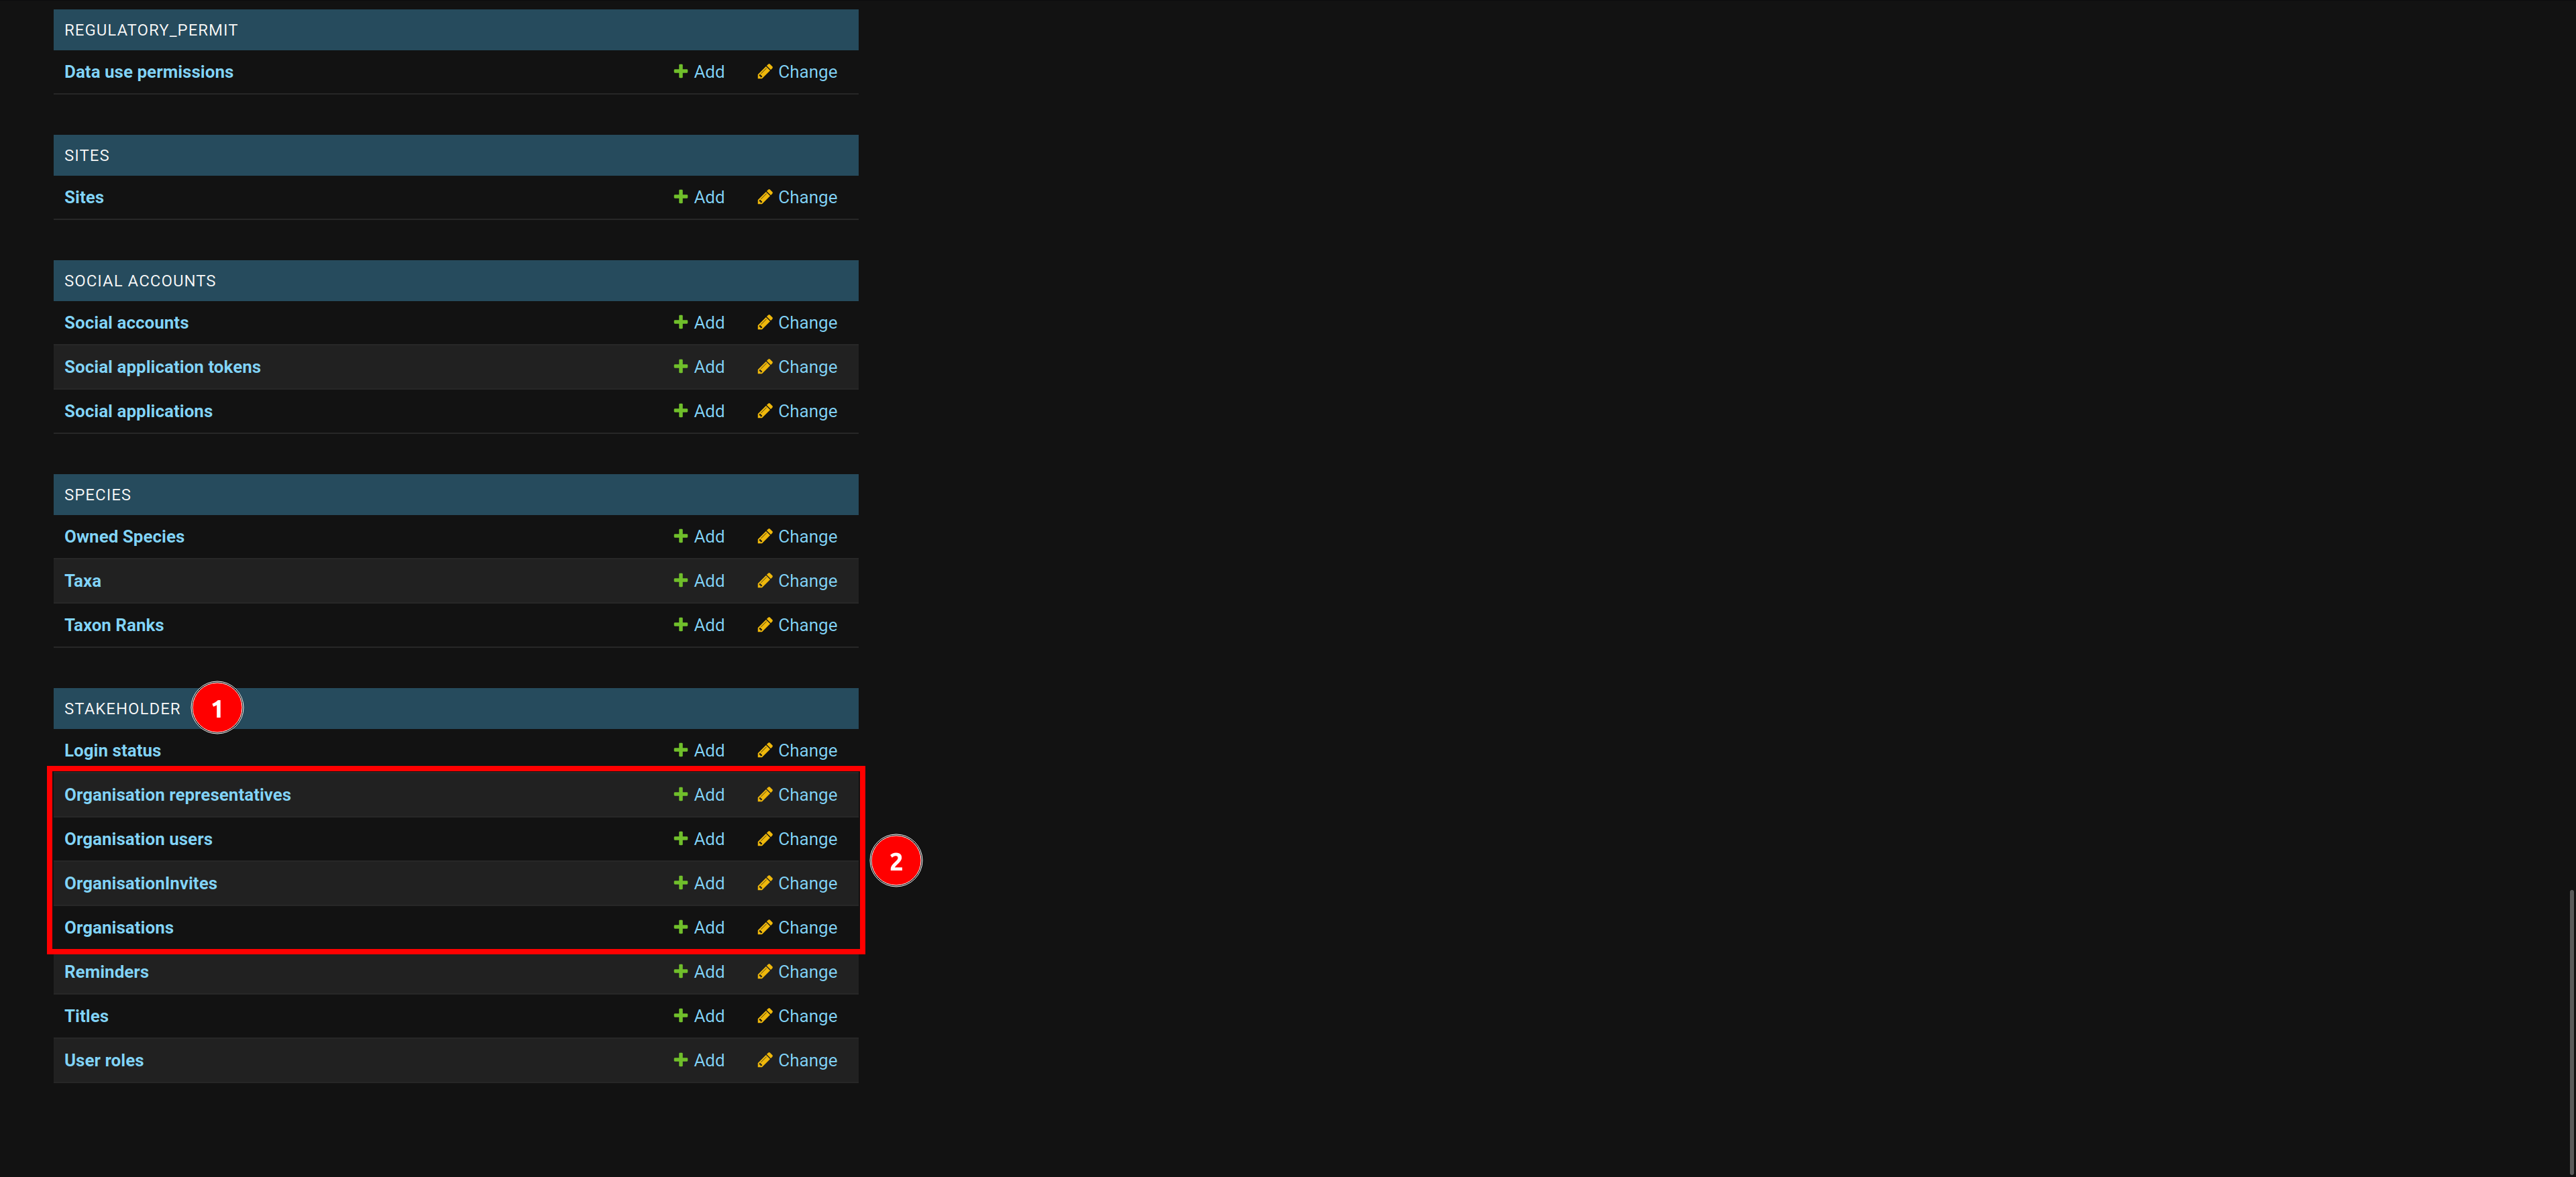 REGULATORY_PERMIT
Data use permissions Add Change
SITES
Sites Add Change
SOCIAL ACCOUNTS
Social accounts Add Change
Social application tokens Add Change
Social applications Add Change
SPECIES
Owned Species Add Change
Taxa Add Change
Taxon Ranks Add Change
STAKEHOLDER 1
Login status Add Change
Organisation representatives Add Change
Organisation users Add Change
2
OrganisationInvites Add Change
Organisations Add Change
Reminders Add Change
Titles Add Change
User roles Add Change